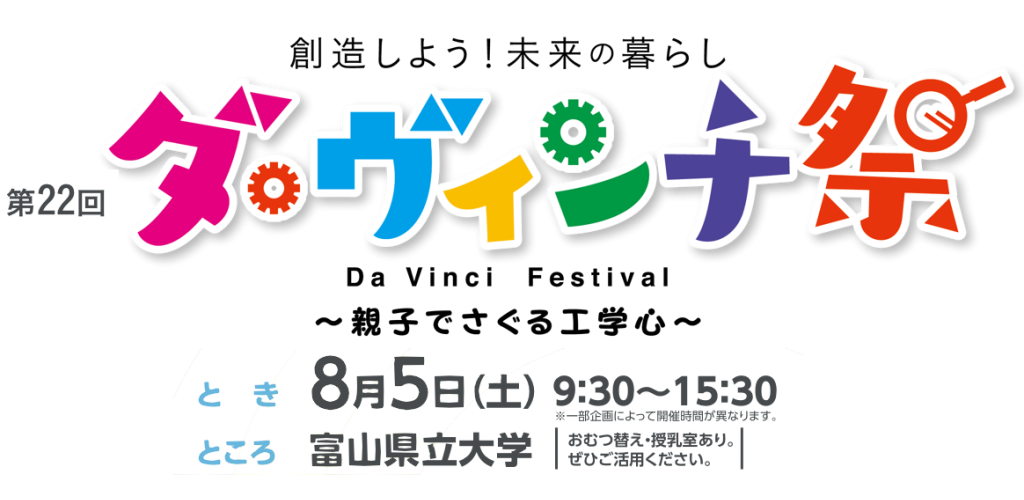 創造しよう！未来の暮らし
第22回
ダ・ヴィンチ祭
Da Vinci Festival
～親子でさぐる工学心～
とき 8月5日(土) 9:30～15:30
※一部企画によって開催時間が異なります。
ところ 富山県立大学
おむつ替え・授乳室あり。
ぜひご活用ください。